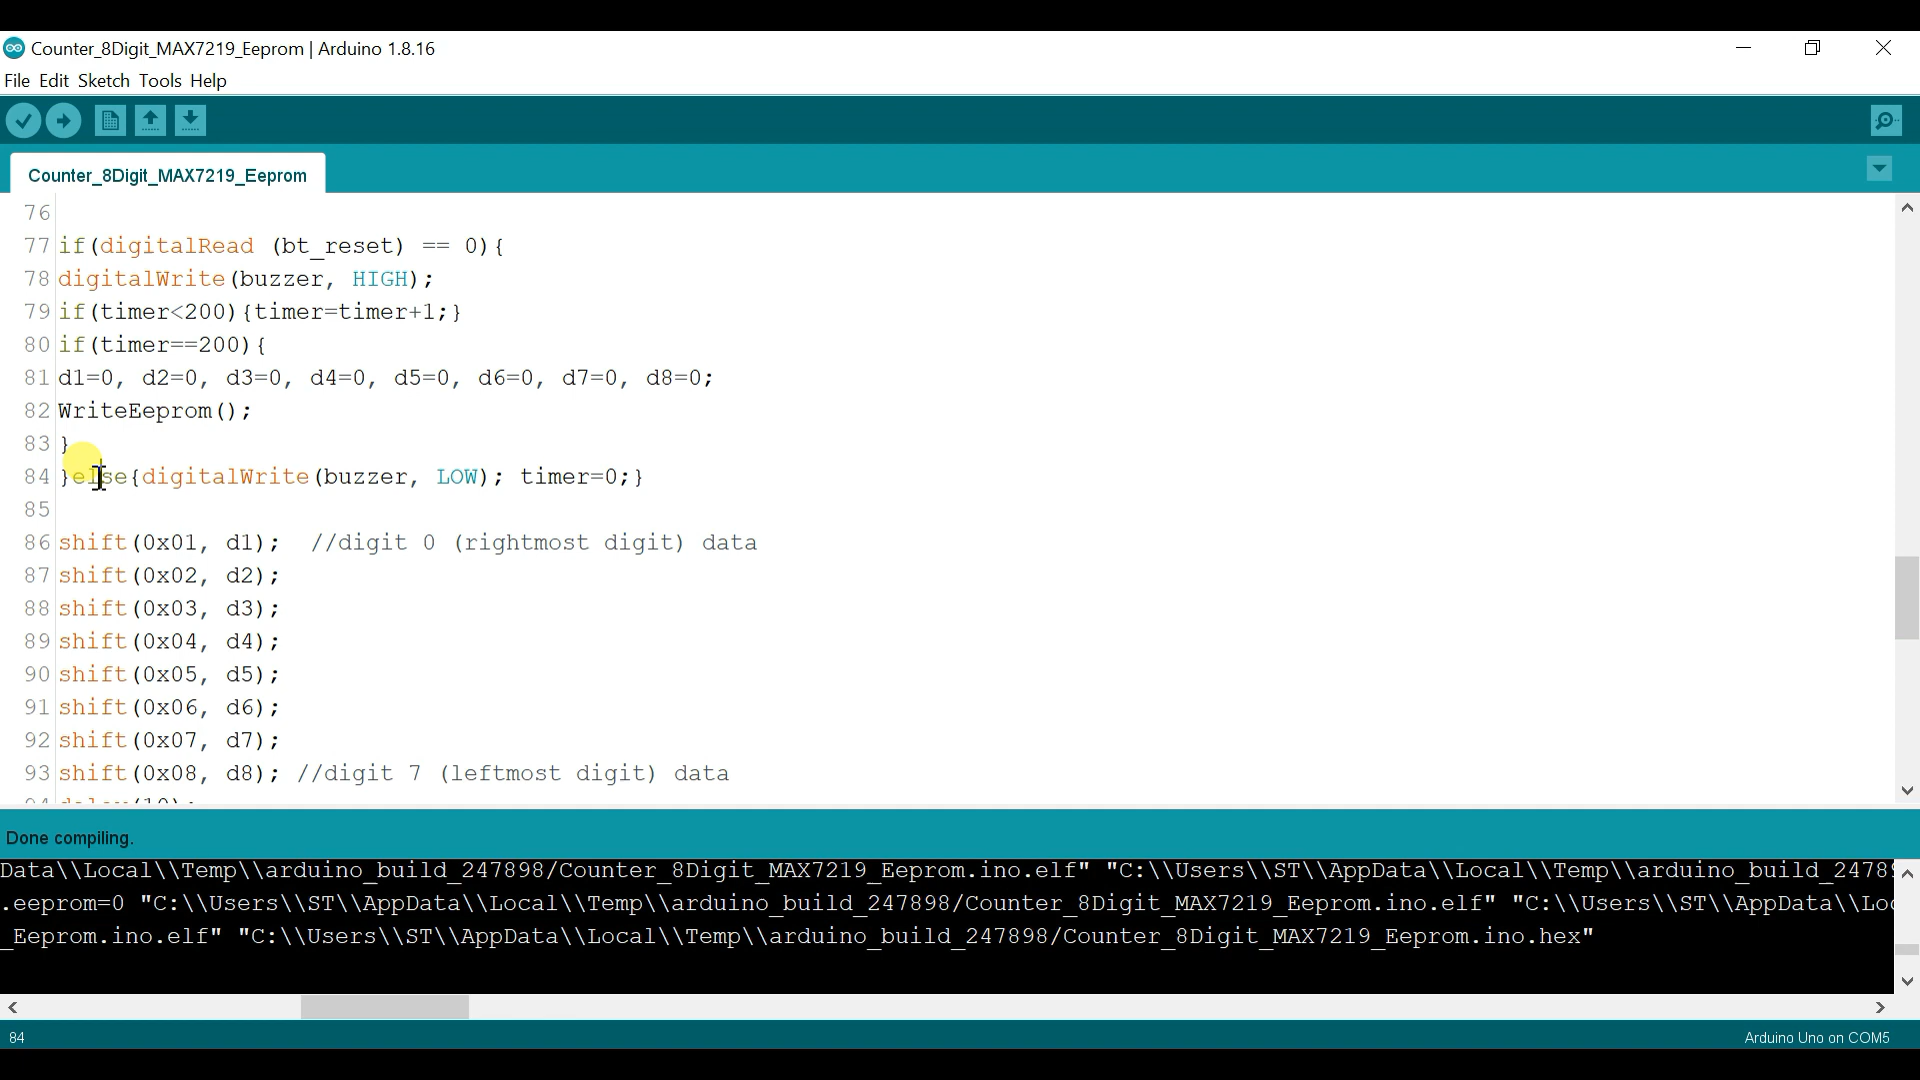 Counter_8Digit_MAX7219_Eeprom | Arduino 1.8.16
File Edit Sketch Tools Help
Counter_8Digit_MAX7219_Eeprom
76
77 if(digitalRead (bt_reset) == 0){
78 digitalWrite(buzzer, HIGH);
79 if(timer<200){timer=timer+1;}
80 if(timer==200){
81 d1=0, d2=0, d3=0, d4=0, d5=0, d6=0, d7=0, d8=0;
82 WriteEeprom();
83 }
84 }else{digitalWrite(buzzer, LOW); timer=0;}
85
86 shift(0x01, d1);  //digit 0 (rightmost digit) data
87 shift(0x02, d2);
88 shift(0x03, d3);
89 shift(0x04, d4);
90 shift(0x05, d5);
91 shift(0x06, d6);
92 shift(0x07, d7);
93 shift(0x08, d8); //digit 7 (leftmost digit) data
Done compiling.
Data\\Local\\Temp\\arduino_build_247898/Counter_8Digit_MAX7219_Eeprom.ino.elf" "C:\\Users\\ST\\AppData\\Local\\Temp\\arduino_build_2478
.eeprom=0 "C:\\Users\\ST\\AppData\\Local\\Temp\\arduino_build_247898/Counter_8Digit_MAX7219_Eeprom.ino.elf" "C:\\Users\\ST\\AppData\\Lo
_Eeprom.ino.elf" "C:\\Users\\ST\\AppData\\Local\\Temp\\arduino_build_247898/Counter_8Digit_MAX7219_Eeprom.ino.hex"
84
Arduino Uno on COM5